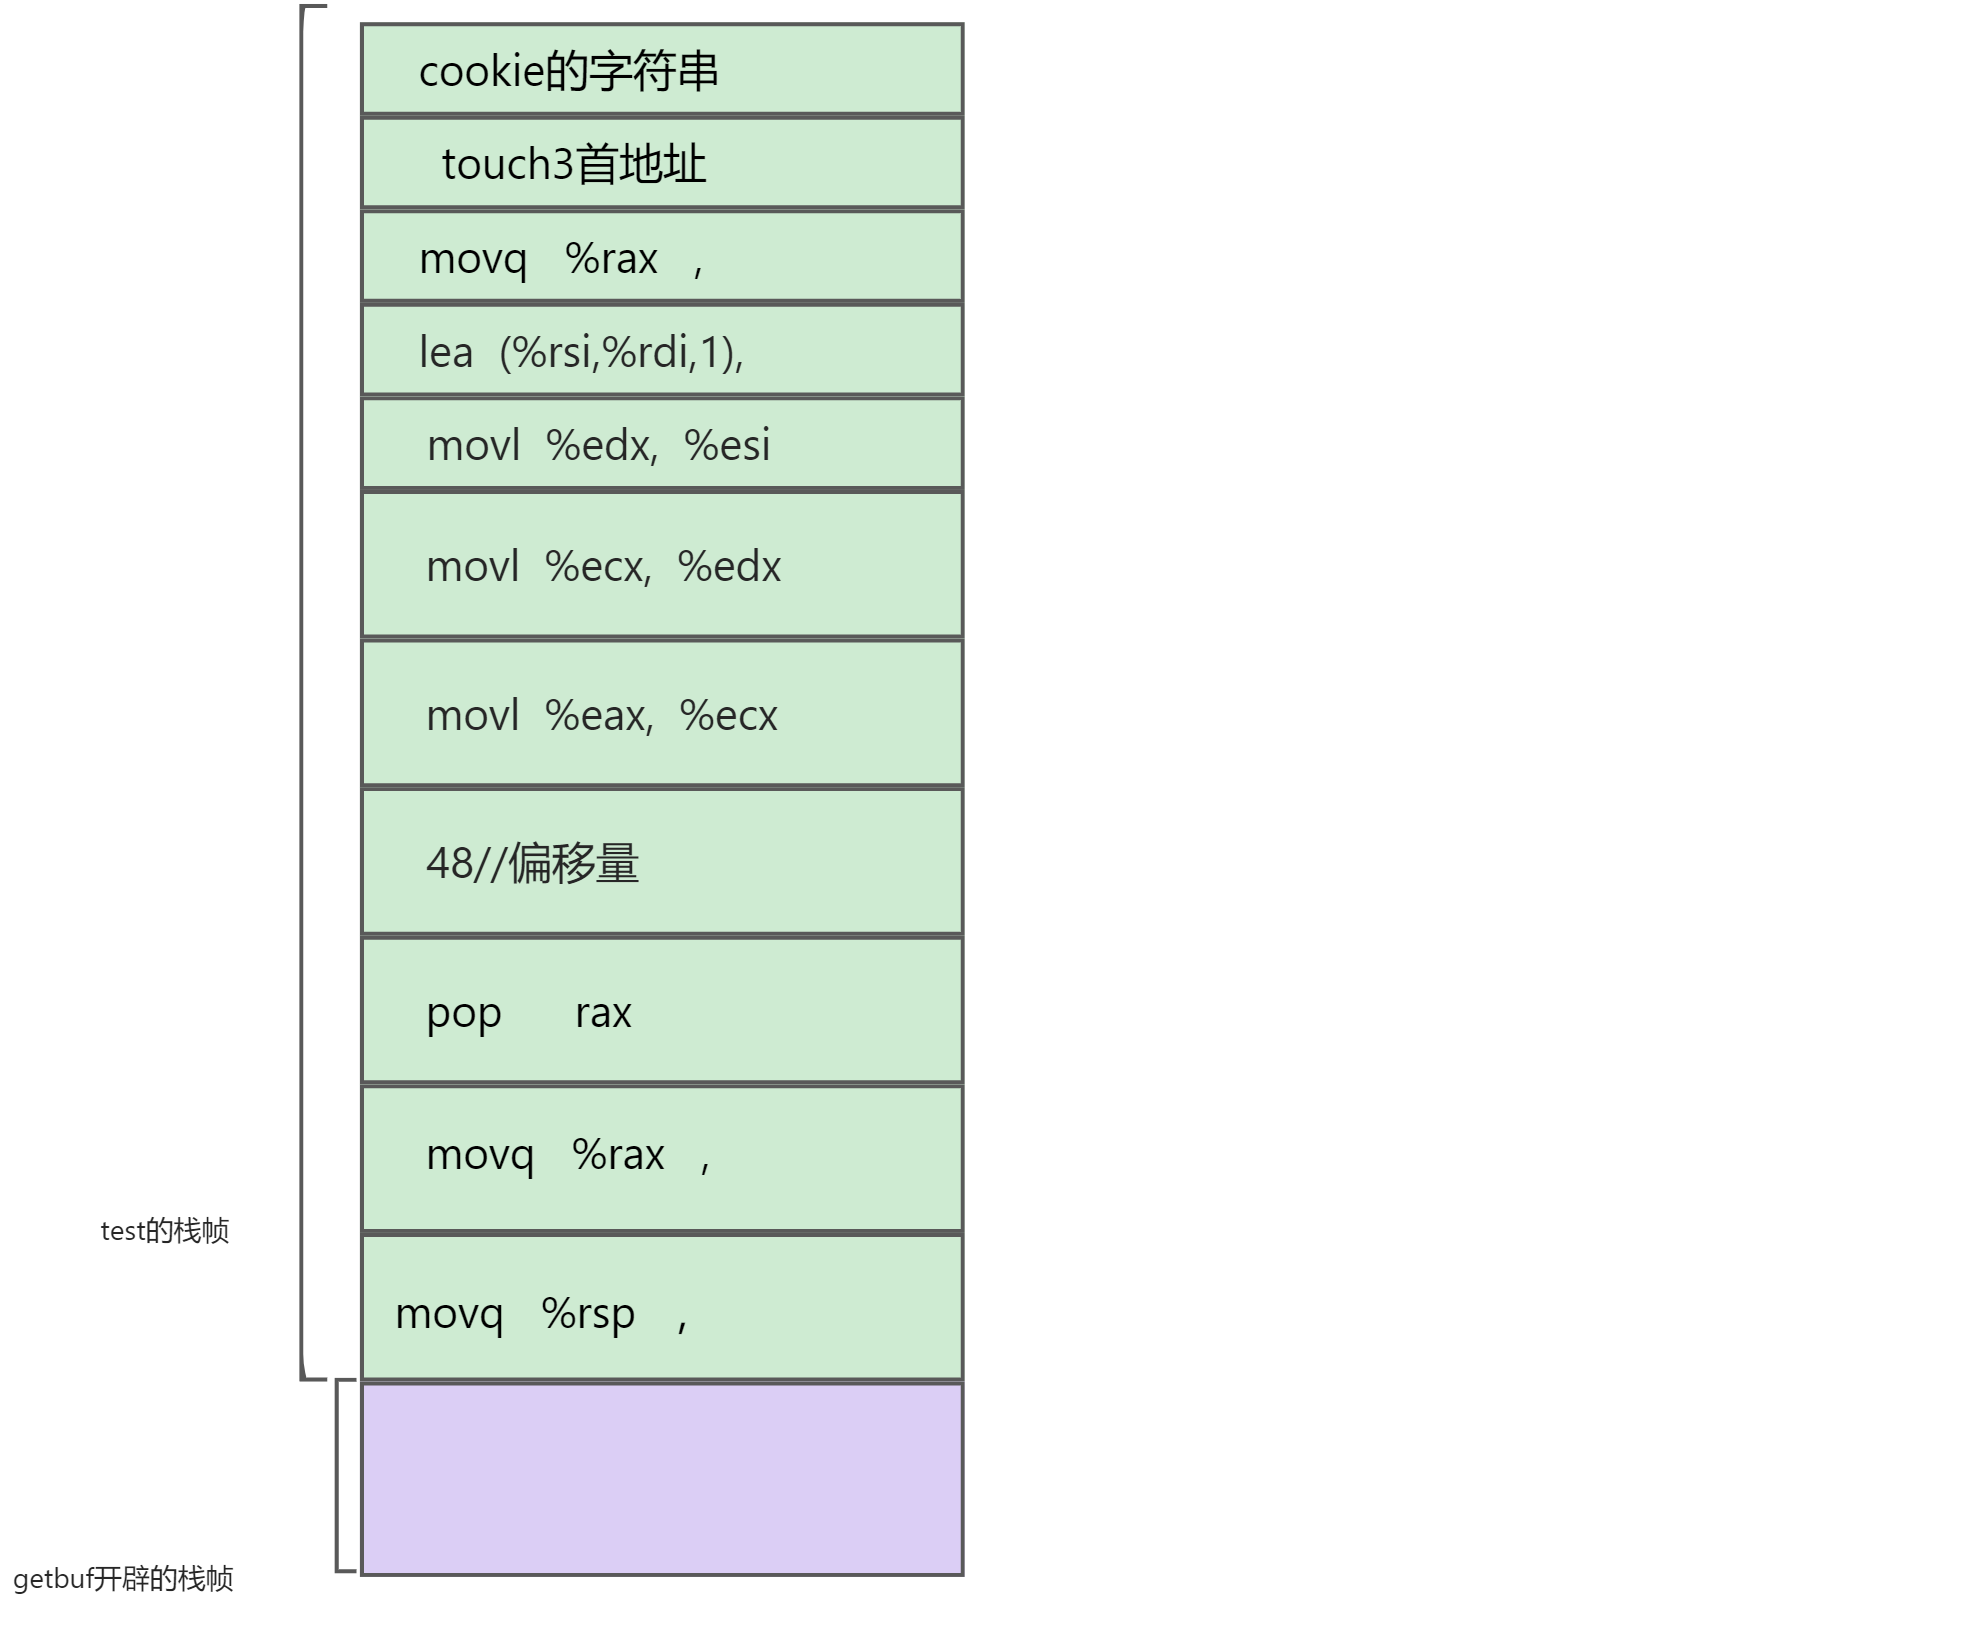 cookie的字符串
touch3首地址
movq %rax ,
lea (%rsi,%rdi,1),
movl %edx, %esi
movl %ecx, %edx
movl %eax, %ecx
48//偏移量
pop rax
movq %rax ,
test的栈帧
movq %rsp ,
getbuf开辟的栈帧